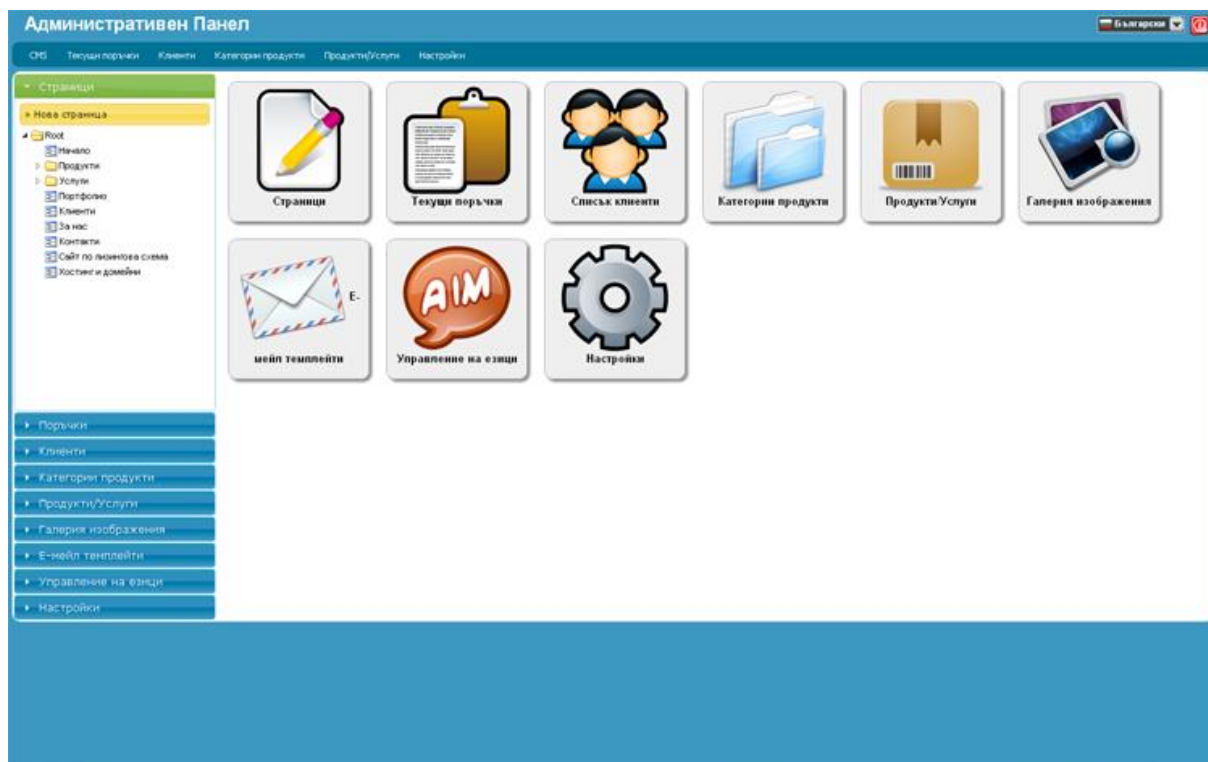 Административен Панел
Български
CMS Текущи поръчки Клиенти Категории продукти Продукти/Услуги Настройки
Страници
» Нова страница
Root
Начало
Продукти
Услуги
Портфолио
Клиенти
За нас
Контакти
Сайт по лизингова схема
Хостинг и домейни
Поръчки
Клиенти
Категории продукти
Продукти/Услуги
Галерия изображения
Е-мейл темплейти
Управление на езици
Настройки
Страници
Текущи поръчки
Списък клиенти
Категории продукти
Продукти/Услуги
Галерия изображения
Е-
мейл темплейти
AIM
Управление на езици
Настройки